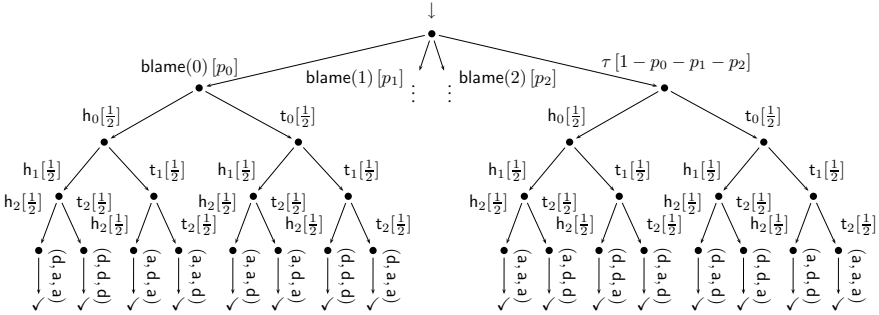 ↓
blame(0) [p₀]
blame(1) [p₁]
blame(2) [p₂]
τ [1 − p₀ − p₁ − p₂]
⋮ ⋮
h₀[½] t₀[½] h₀[½] t₀[½]
h₁[½] t₁[½] h₁[½] t₁[½] h₁[½] t₁[½] h₁[½] t₁[½]
h₂[½] t₂[½] h₂[½] t₂[½] h₂[½] t₂[½] h₂[½] t₂[½] h₂[½] t₂[½] h₂[½] t₂[½] h₂[½] t₂[½] h₂[½] t₂[½]
(d,a,a) (d,d,d) (a,d,a) (a,a,d) (a,a,d) (a,d,a) (d,d,d) (d,a,a) (a,a,a) (a,d,d) (d,d,a) (d,a,d) (d,a,d) (d,d,a) (a,d,d) (a,a,a)
✓ ✓ ✓ ✓ ✓ ✓ ✓ ✓ ✓ ✓ ✓ ✓ ✓ ✓ ✓ ✓